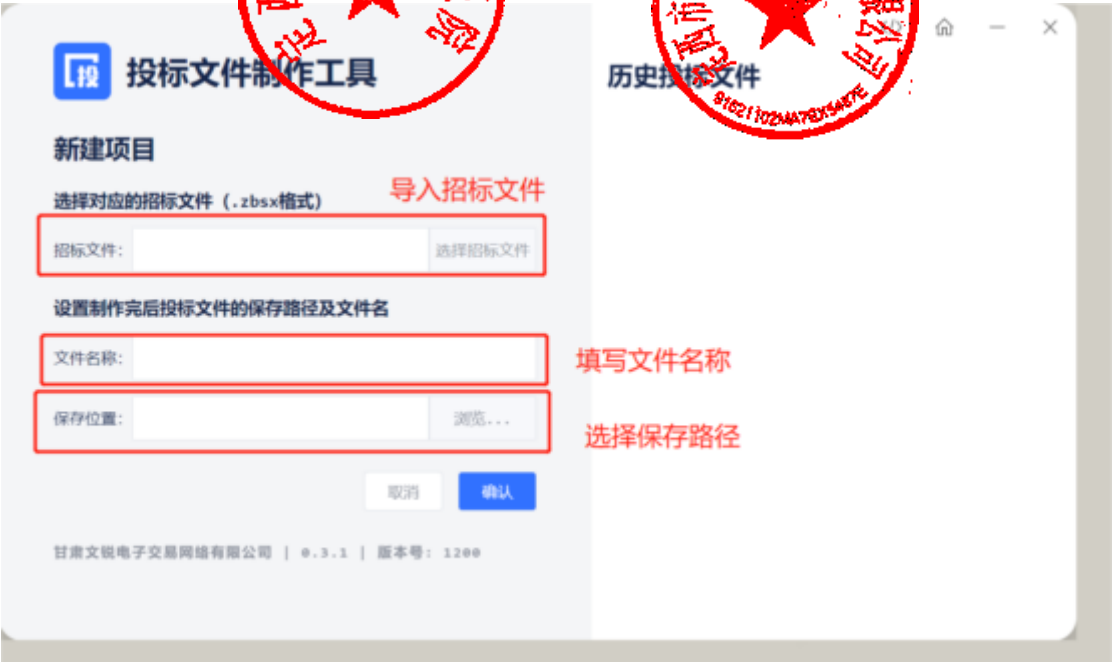 投标文件制作工具
历史投标文件
新建项目
选择对应的招标文件（.zbsx格式）
导入招标文件
招标文件：
选择招标文件
设置制作完后投标文件的保存路径及文件名
文件名称：
填写文件名称
保存位置：
浏览...
选择保存路径
取消
确认
甘肃文锐电子交易网络有限公司 | 0.3.1 | 版本号: 1200